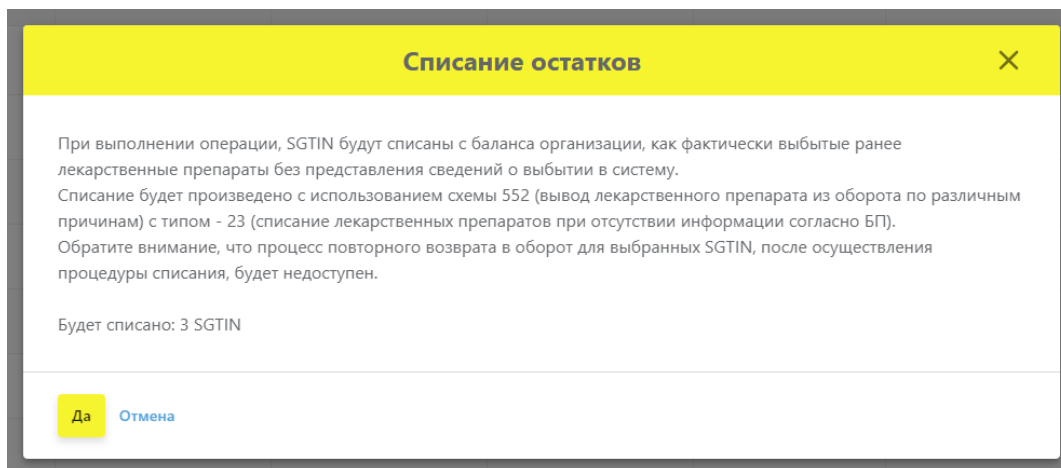 Списание остатков
При выполнении операции, SGTIN будут списаны с баланса организации, как фактически выбытые ранее
лекарственные препараты без представления сведений о выбытии в систему.
Списание будет произведено с использованием схемы 552 (вывод лекарственного препарата из оборота по различным
причинам) с типом - 23 (списание лекарственных препаратов при отсутствии информации согласно БП).
Обратите внимание, что процесс повторного возврата в оборот для выбранных SGTIN, после осуществления
процедуры списания, будет недоступен.
Будет списано: 3 SGTIN
Да Отмена